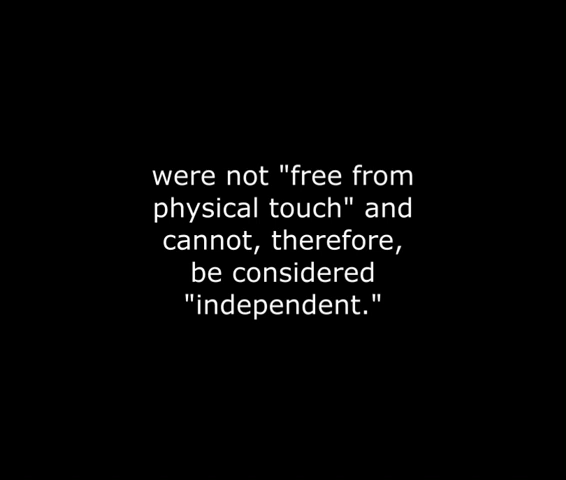 were not "free from
physical touch" and
cannot, therefore,
be considered
"independent."